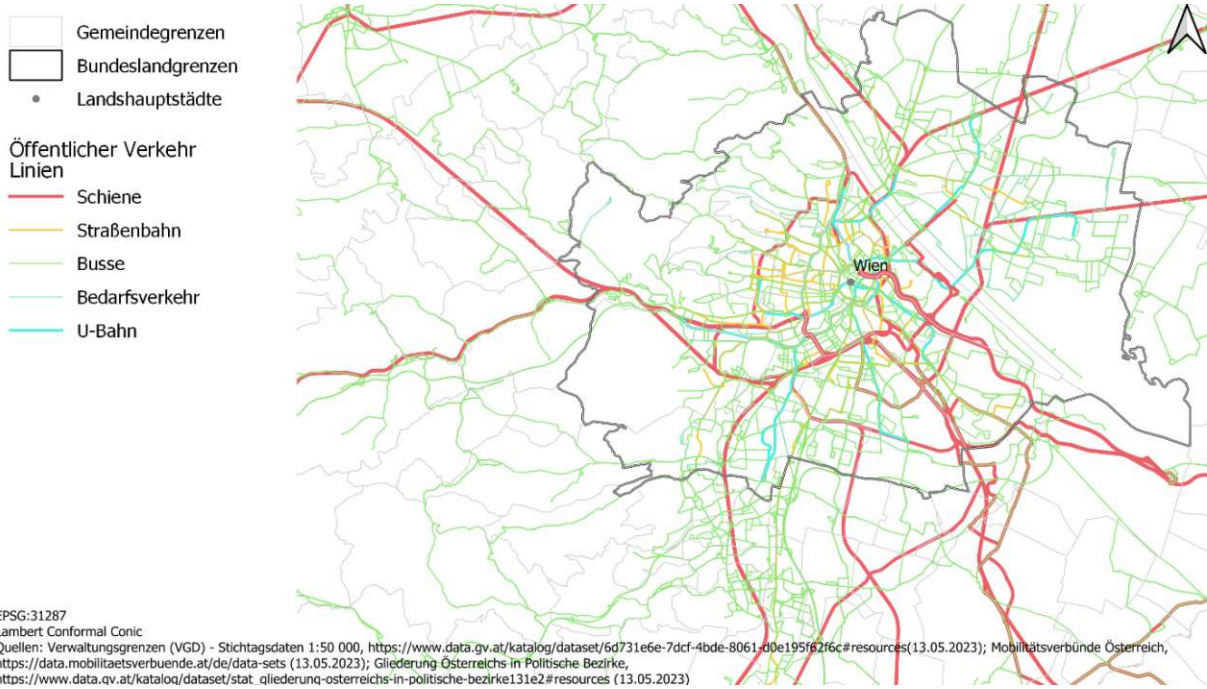 Gemeindegrenzen
Bundeslandgrenzen
Landshauptstädte
Öffentlicher Verkehr
Linien
Schiene
Straßenbahn
Busse
Bedarfsverkehr
U-Bahn
Wien
EPSG:31287
Lambert Conformal Conic
Quellen: Verwaltungsgrenzen (VGD) - Stichtagsdaten 1:50 000, https://www.data.gv.at/katalog/dataset/6d731e6e-7dcf-4bde-8061-d0e195f62f6c#resources(13.05.2023); Mobilitätsverbünde Österreich,
https://data.mobilitaetsverbuende.at/de/data-sets (13.05.2023); Gliederung Österreichs in Politische Bezirke,
https://www.data.gv.at/katalog/dataset/stat_gliederung-osterreichs-in-politische-bezirke131e2#resources (13.05.2023)